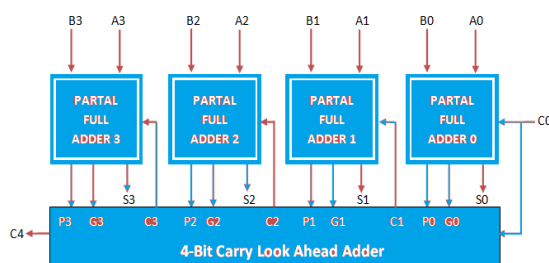 B3 A3 B2 A2 B1 A1 B0 A0
PARTAL FULL ADDER 3
PARTAL FULL ADDER 2
PARTAL FULL ADDER 1
PARTAL FULL ADDER 0
C0
S3 S2 S1 S0
C4
P3 G3 C3 P2 G2 C2 P1 G1 C1 P0 G0
4-Bit Carry Look Ahead Adder